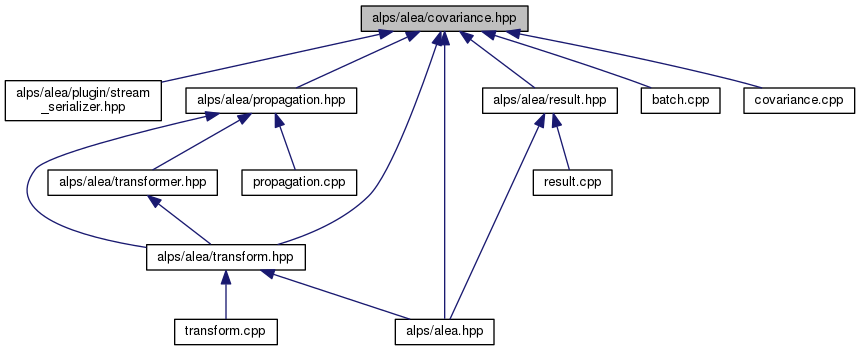 alps/alea/covariance.hpp
alps/alea/plugin/stream
_serializer.hpp
alps/alea/propagation.hpp
alps/alea/result.hpp
batch.cpp
covariance.cpp
alps/alea/transformer.hpp
propagation.cpp
result.cpp
alps/alea/transform.hpp
transform.cpp
alps/alea.hpp